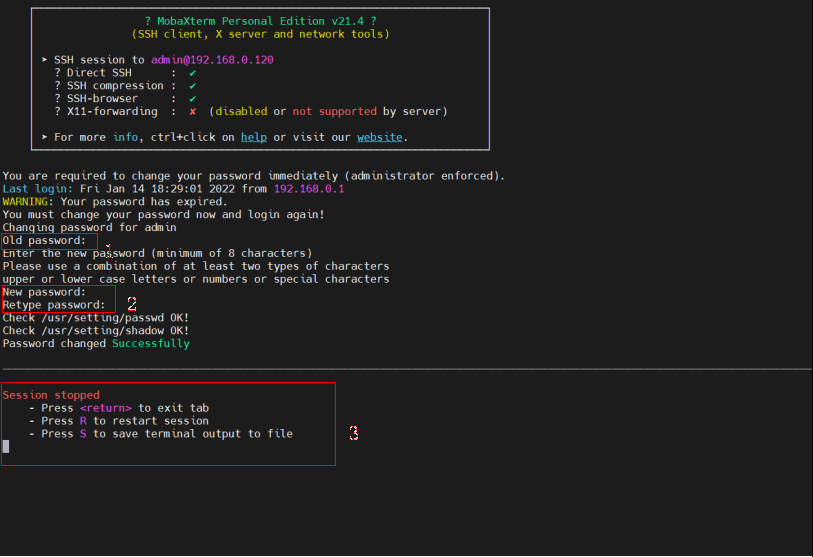 ? MobaXterm Personal Edition v21.4 ?
(SSH client, X server and network tools)
➤ SSH session to admin@192.168.0.120
? Direct SSH : ✔
? SSH compression : ✔
? SSH-browser : ✔
? X11-forwarding : ✘ (disabled or not supported by server)
➤ For more info, ctrl+click on help or visit our website.
You are required to change your password immediately (administrator enforced).
Last login: Fri Jan 14 18:29:01 2022 from 192.168.0.1
WARNING: Your password has expired.
You must change your password now and login again!
Changing password for admin
Old password:
1
Enter the new password (minimum of 8 characters)
Please use a combination of at least two types of characters
upper or lower case letters or numbers or special characters
New password:
Retype password: 2
Check /usr/setting/passwd OK!
Check /usr/setting/shadow OK!
Password changed Successfully
Session stopped
- Press <return> to exit tab
- Press R to restart session
- Press S to save terminal output to file 3